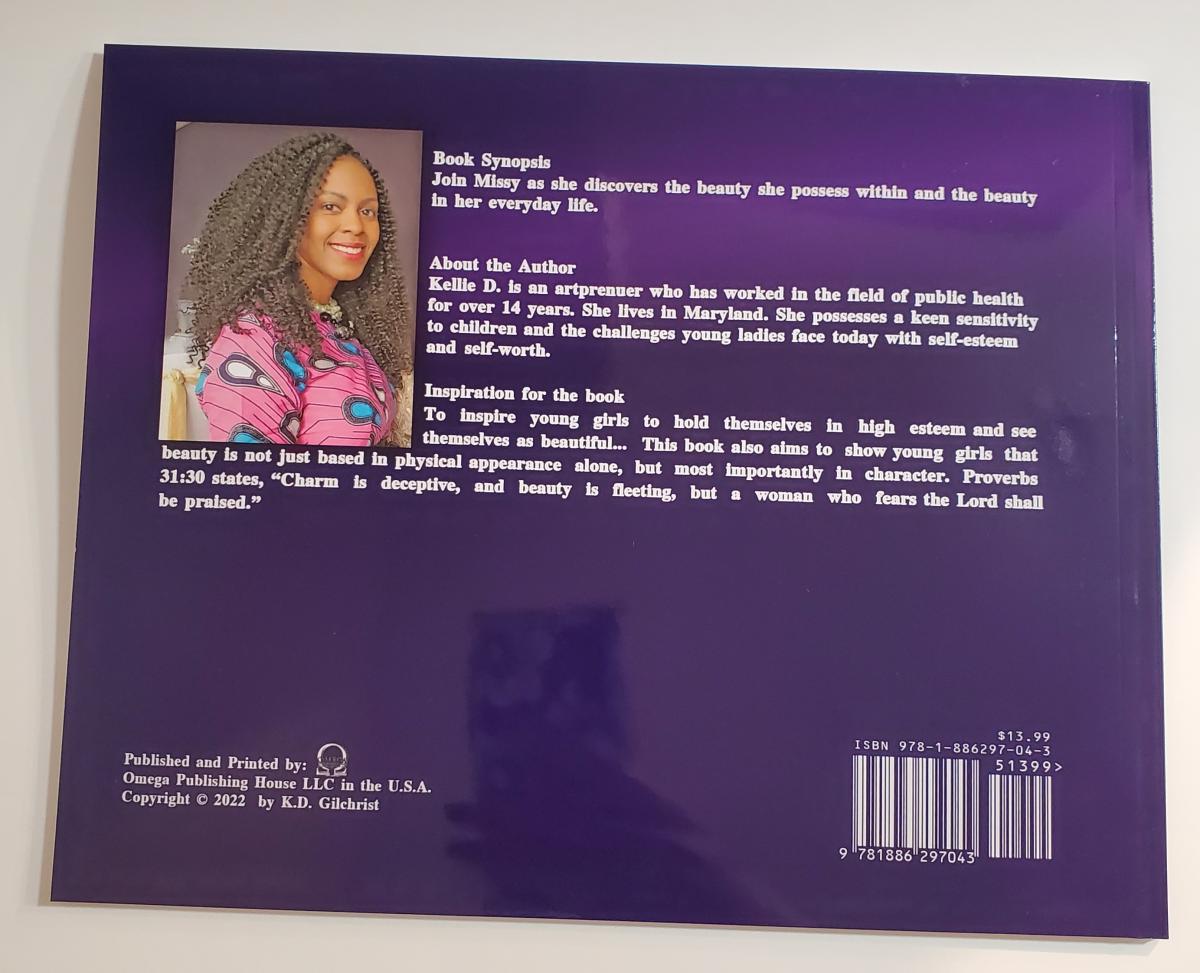 Book Synopsis
Join Missy as she discovers the beauty she possess within and the beauty
in her everyday life.
About the Author
Kellie D. is an artprenuer who has worked in the field of public health
for over 14 years. She lives in Maryland. She possesses a keen sensitivity
to children and the challenges young ladies face today with self-esteem
and self-worth.
Inspiration for the book
To inspire young girls to hold themselves in high esteem and see
themselves as beautiful... This book also aims to show young girls that
beauty is not just based in physical appearance alone, but most importantly in character. Proverbs
31:30 states, “Charm is deceptive, and beauty is fleeting, but a woman who fears the Lord shall
be praised.”
Published and Printed by:
Omega Publishing House LLC in the U.S.A.
Copyright © 2022 by K.D. Gilchrist
$13.99
ISBN 978-1-886297-04-3
51399>
9 781886 297043